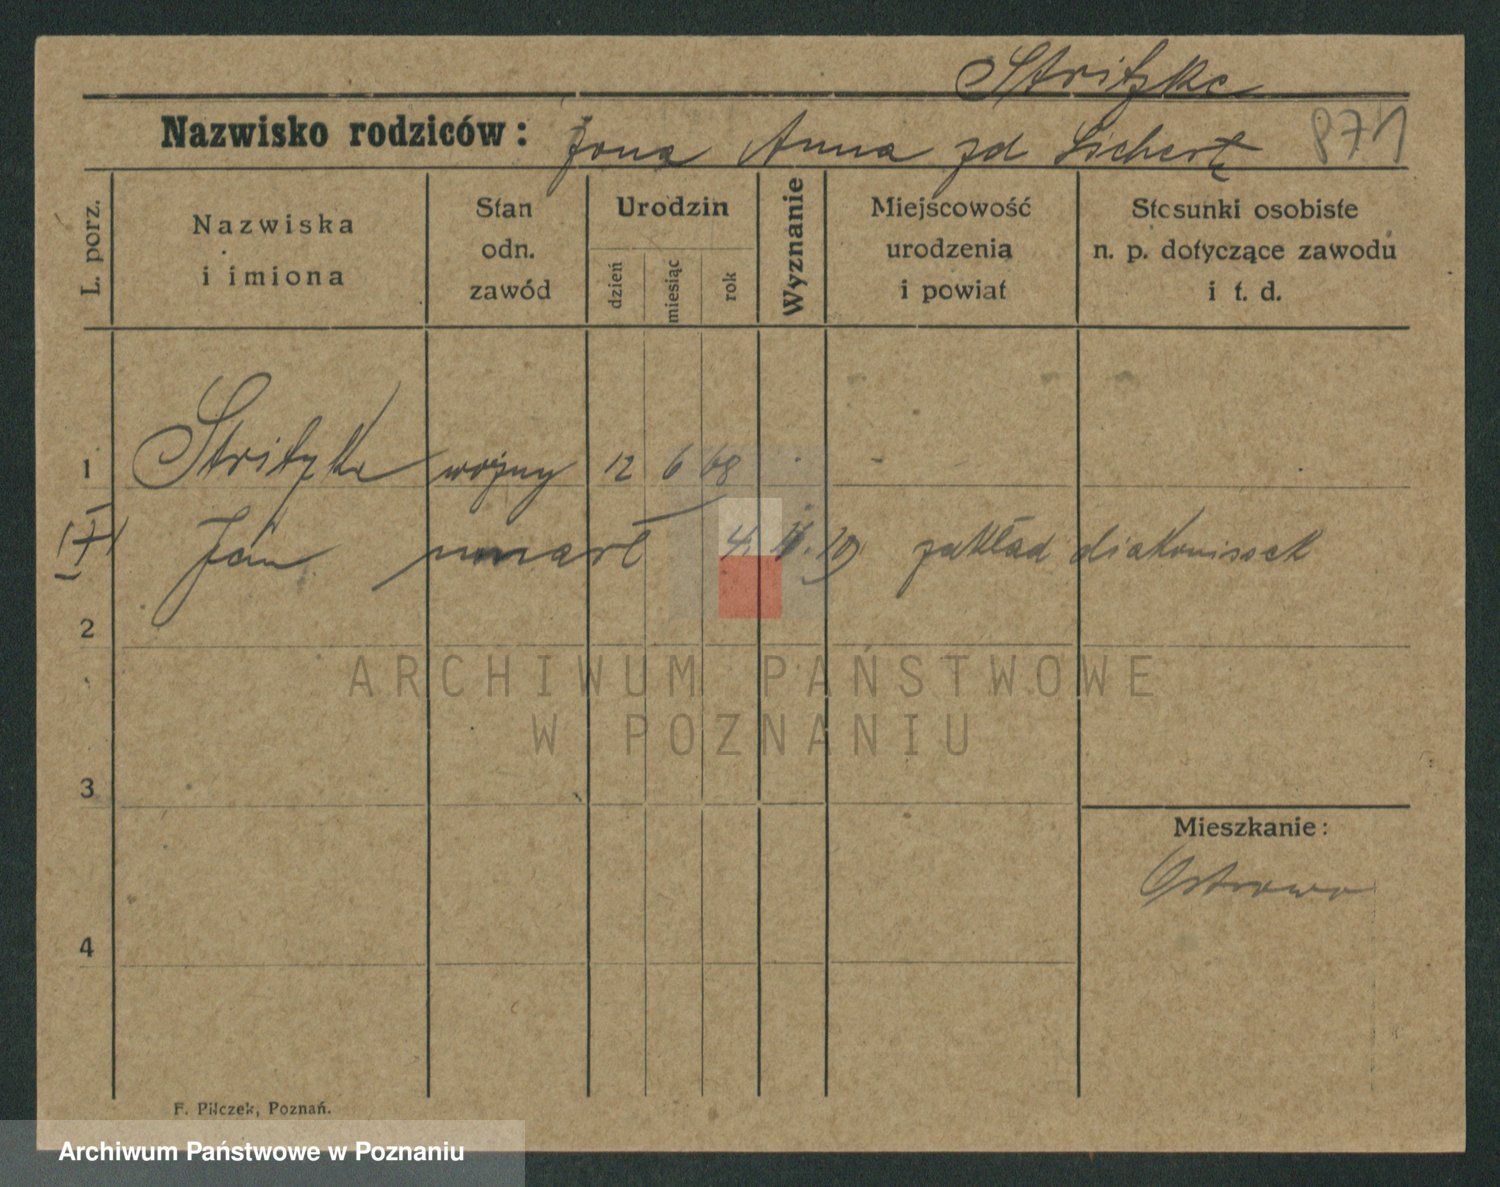 Stritzke
Nazwisko rodziców: żona Anna zd Sichert 871
L. porz.
Nazwiska i imiona
Stan odn. zawód
Urodzin
dzień miesiąc rok
Wyznanie
Miejscowość urodzenia i powiat
Stosunki osobiste n. p. dotyczące zawodu i t. d.
1 Stritzke woźny 12 6 68 · -
(†) Jan umarł 4. 4. 19 zakład diakonissek
2
ARCHIWUM PAŃSTWOWE
W POZNANIU
3
Mieszkanie:
Ostrowo
4
F. Pilczek, Poznań.
Archiwum Państwowe w Poznaniu